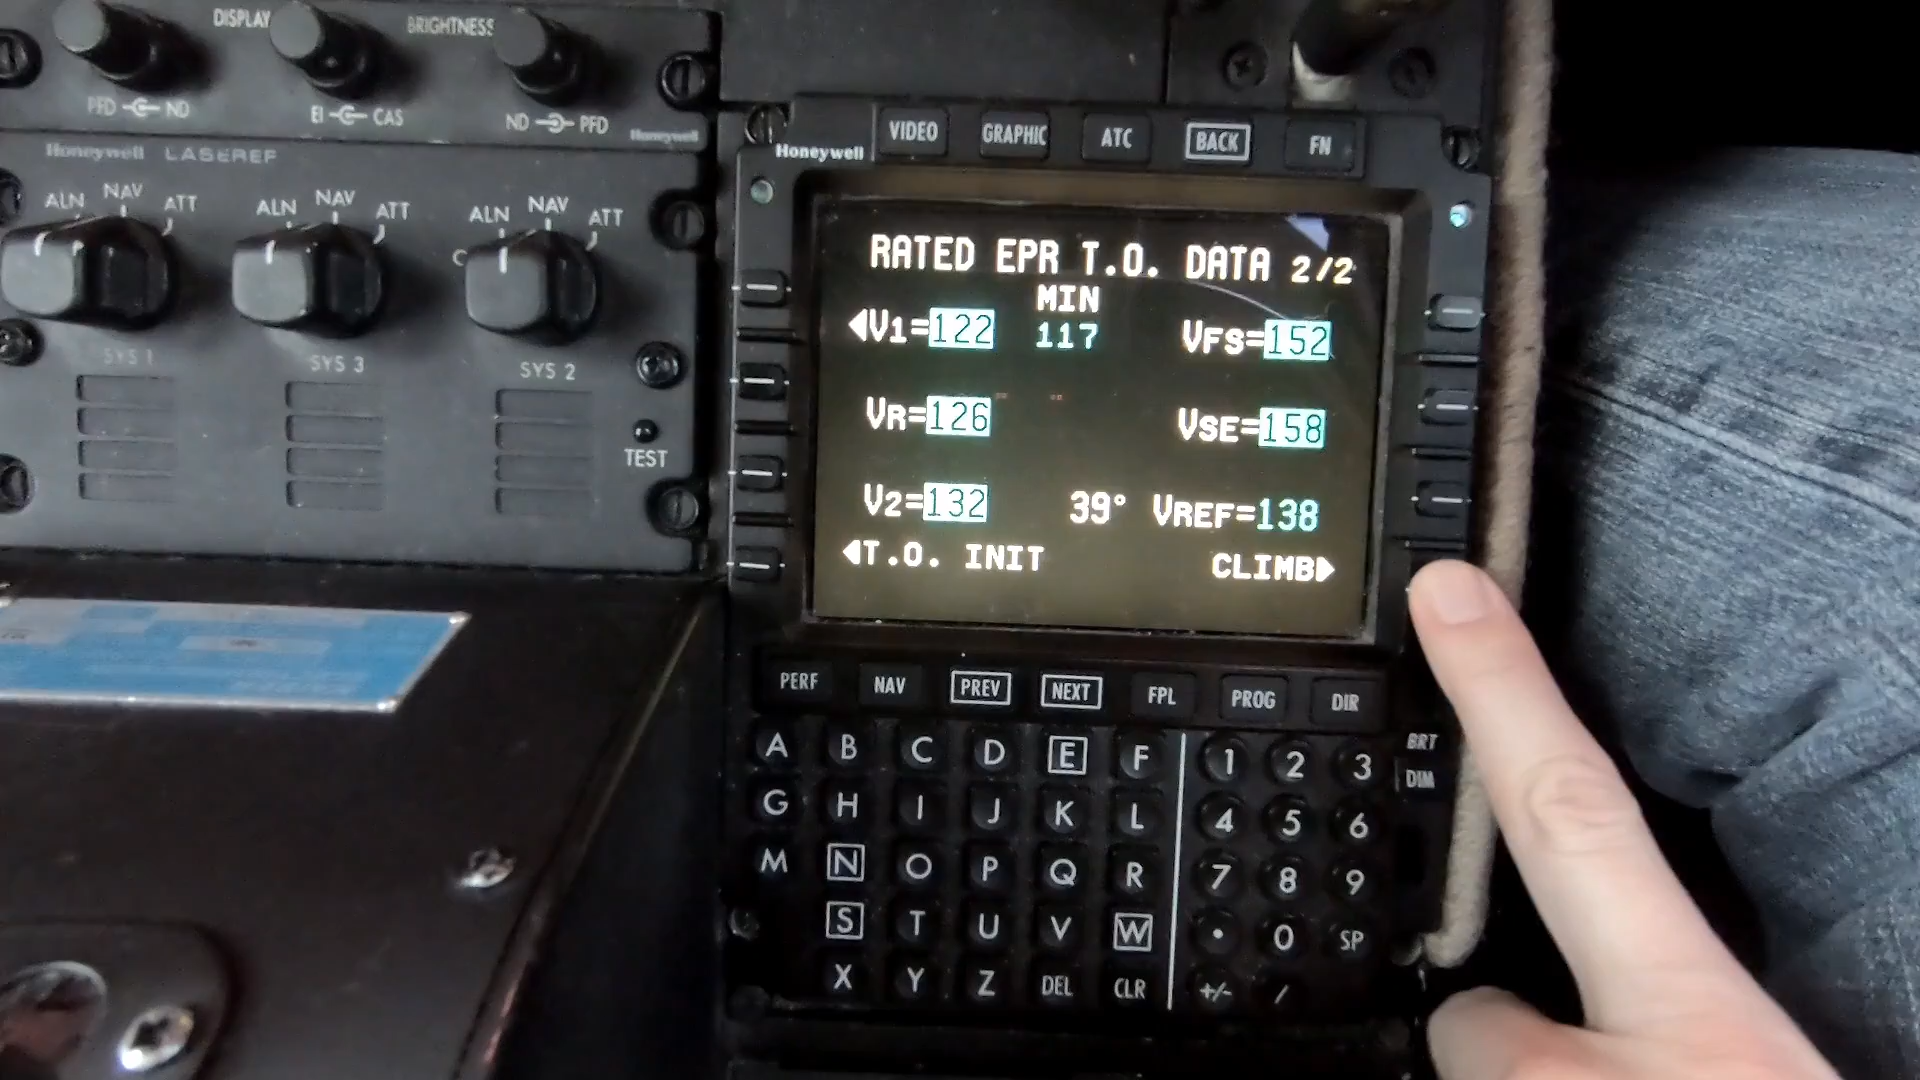 DISPLAY BRIGHTNESS
PFD ND
EI CAS
ND PFD
Honeywell
Honeywell LASEREF
ALN NAV ATT
ALN NAV ATT
ALN NAV ATT
SYS 1
SYS 3
SYS 2
TEST
VIDEO GRAPHIC ATC BACK FN
Honeywell
RATED EPR T.O. DATA 2/2
MIN
V1=122 117 VFS=152
VR=126 VSE=158
V2=132 39° VREF=138
T.O. INIT CLIMB
PERF NAV PREV NEXT FPL PROG DIR
BRT
DIM
A B C D E F 1 2 3
G H I J K L 4 5 6
M N O P Q R 7 8 9
S T U V W • 0 SP
X Y Z DEL CLR +/- /